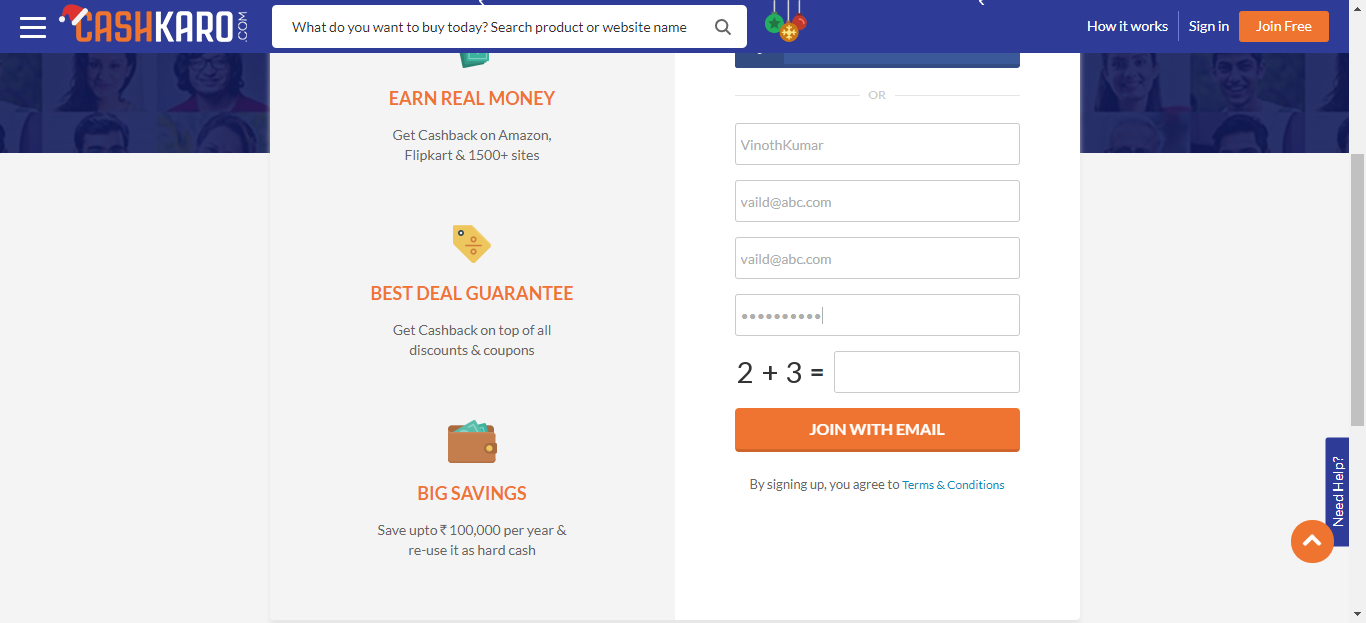 CASHKARO.COM
What do you want to buy today? Search product or website name
How it works
Sign in
Join Free
EARN REAL MONEY
Get Cashback on Amazon,
Flipkart & 1500+ sites
BEST DEAL GUARANTEE
Get Cashback on top of all
discounts & coupons
BIG SAVINGS
Save upto ₹ 100,000 per year &
re-use it as hard cash
OR
VinothKumar
vaild@abc.com
vaild@abc.com
••••••••••
2 + 3 =
JOIN WITH EMAIL
By signing up, you agree to Terms & Conditions
Need Help?